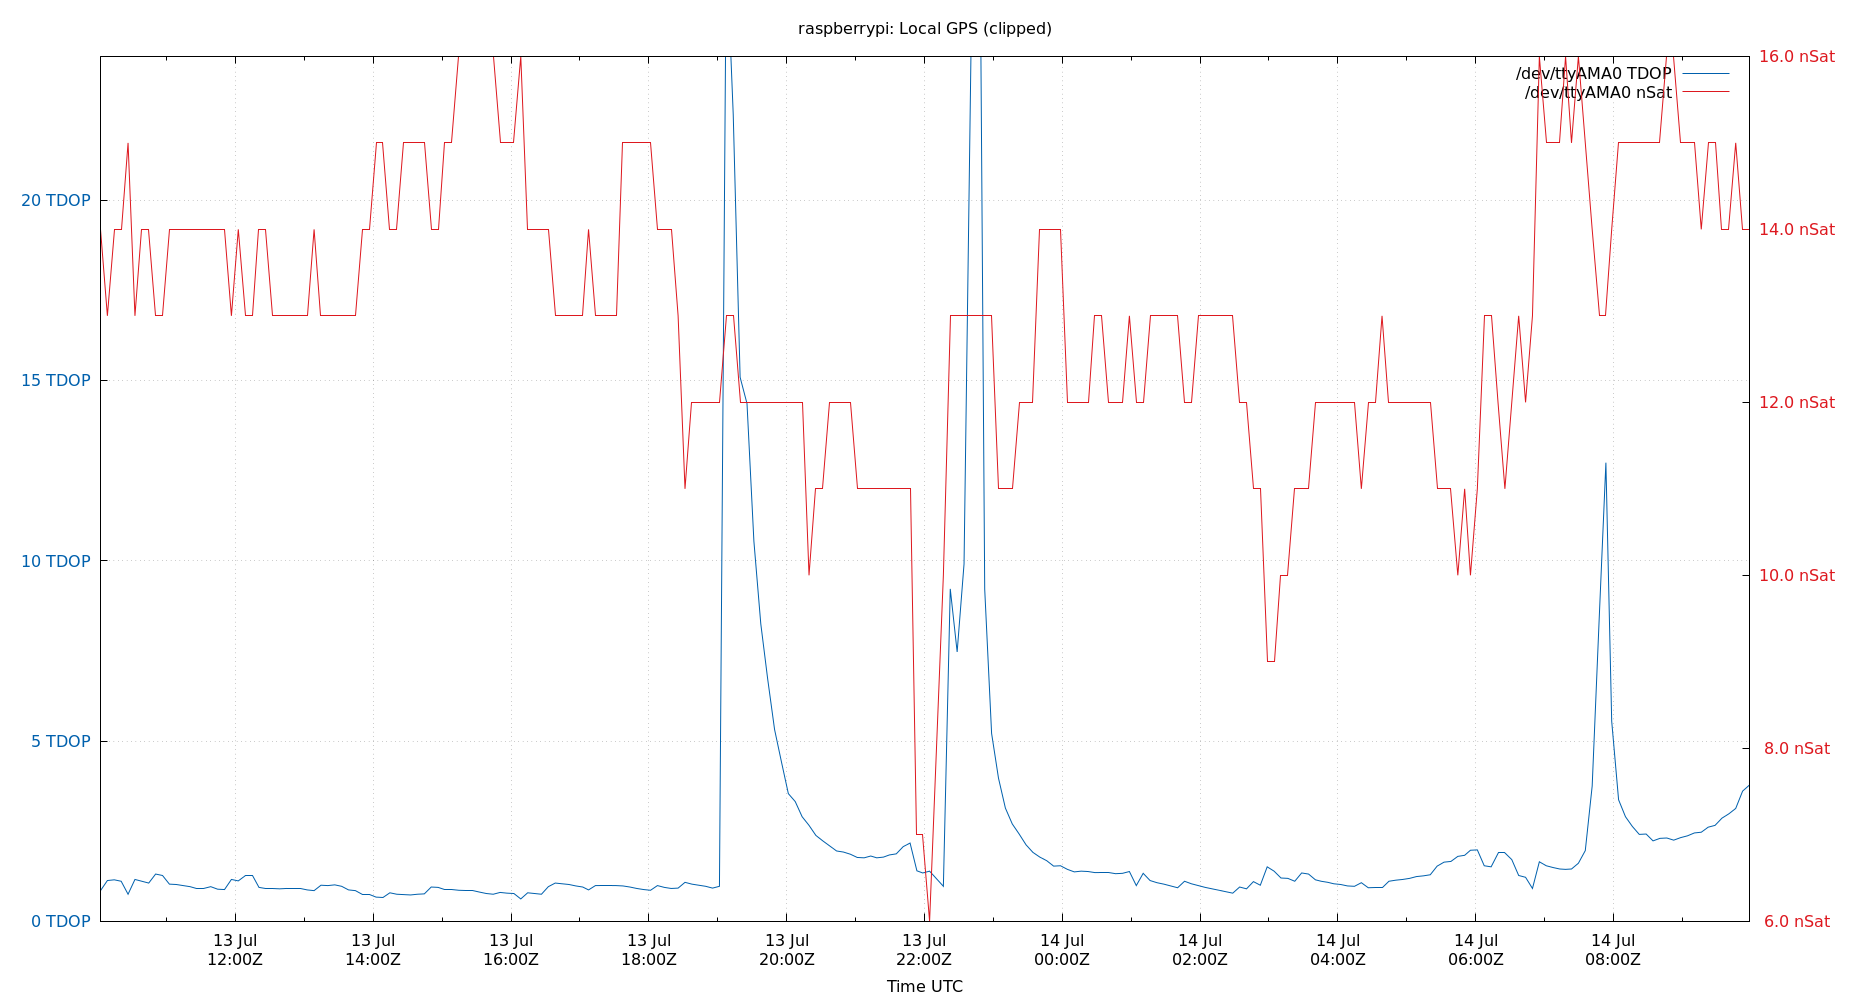 raspberrypi: Local GPS (clipped)
/dev/ttyAMA0 TDOP
/dev/ttyAMA0 nSat
20 TDOP
15 TDOP
10 TDOP
5 TDOP
0 TDOP
16.0 nSat
14.0 nSat
12.0 nSat
10.0 nSat
8.0 nSat
6.0 nSat
13 Jul 13 Jul 13 Jul 13 Jul 13 Jul 13 Jul 14 Jul 14 Jul 14 Jul 14 Jul 14 Jul
12:00Z 14:00Z 16:00Z 18:00Z 20:00Z 22:00Z 00:00Z 02:00Z 04:00Z 06:00Z 08:00Z
Time UTC